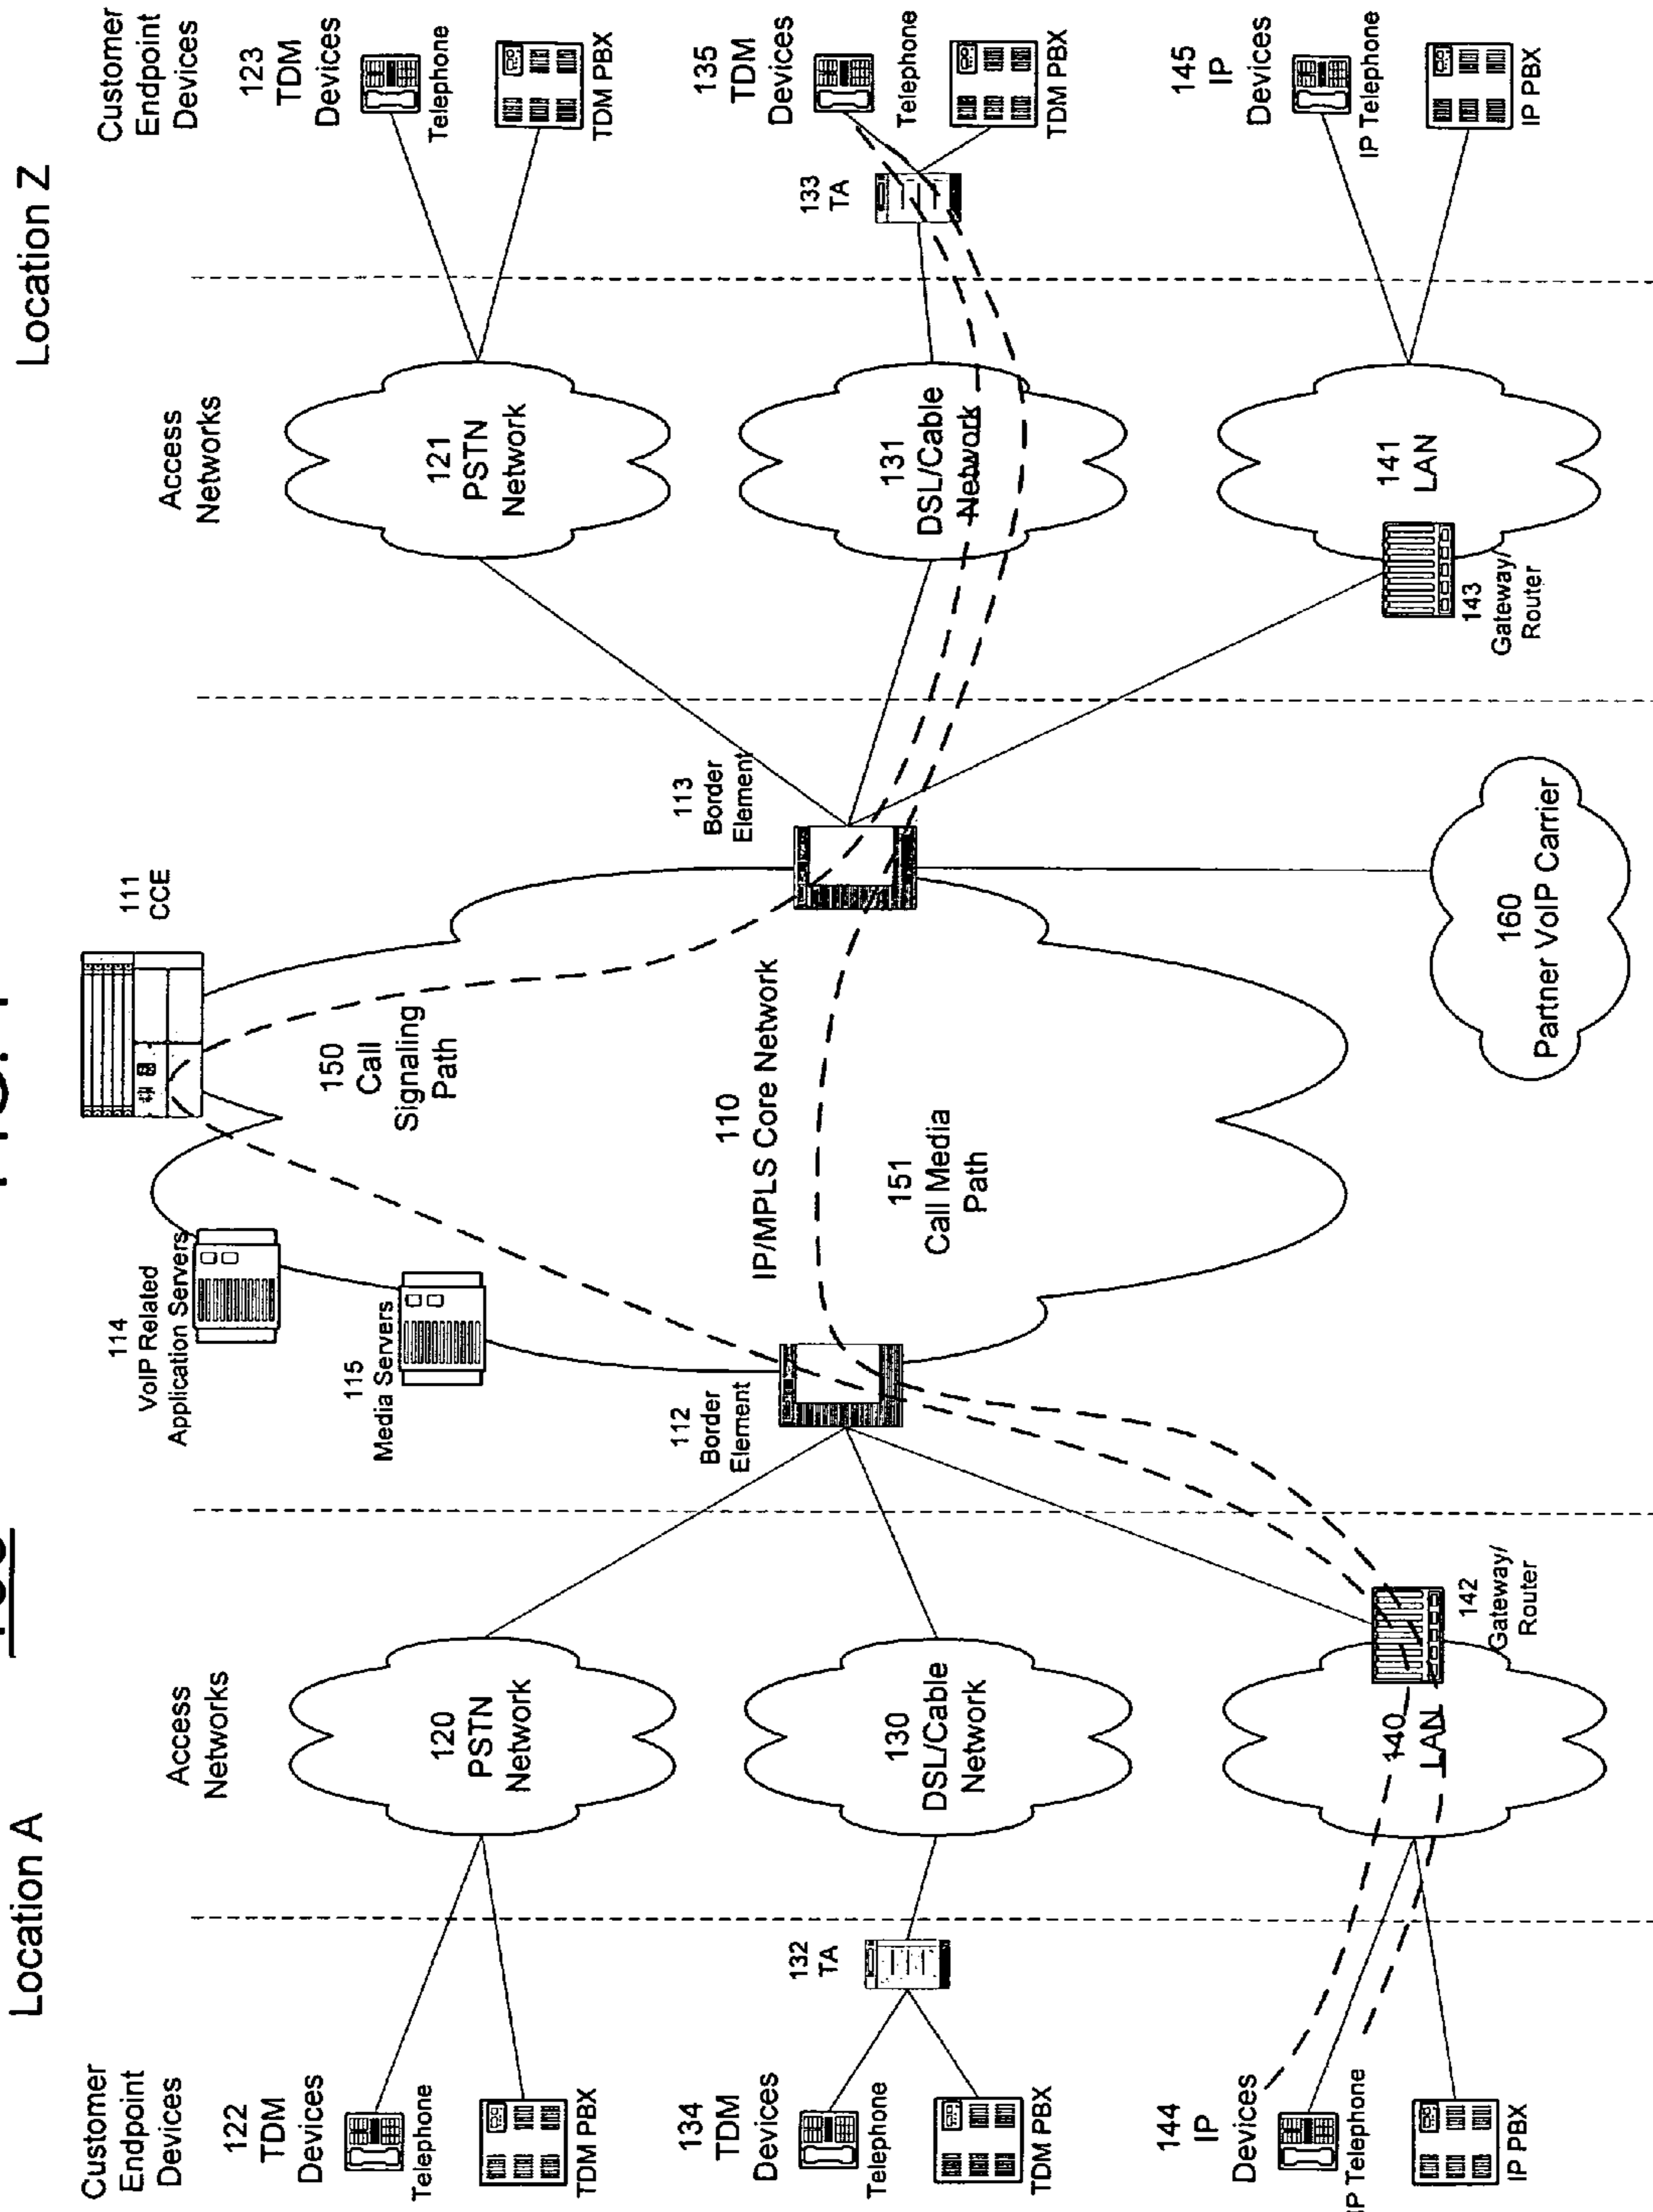 Location A
Location Z
Customer
Endpoint
Devices
Access
Networks
Access
Networks
Customer
Endpoint
Devices
111
CCE
114
VoIP Related
Application Servers
115
Media Servers
150
Call
Signaling
Path
122
TDM
Devices
Telephone
TDM PBX
120
PSTN
Network
121
PSTN
Network
123
TDM
Devices
Telephone
TDM PBX
112
Border
Element
113
Border
Element
110
IP/MPLS Core Network
151
Call Media
Path
134
TDM
Devices
Telephone
TDM PBX
132
TA
130
DSL/Cable
Network
131
DSL/Cable
Network
133
TA
135
TDM
Devices
Telephone
TDM PBX
144
IP
Devices
IP Telephone
IP PBX
140
LAN
142
Gateway/
Router
160
Partner VoIP Carrier
143
Gateway/
Router
141
LAN
145
IP
Devices
IP Telephone
IP PBX